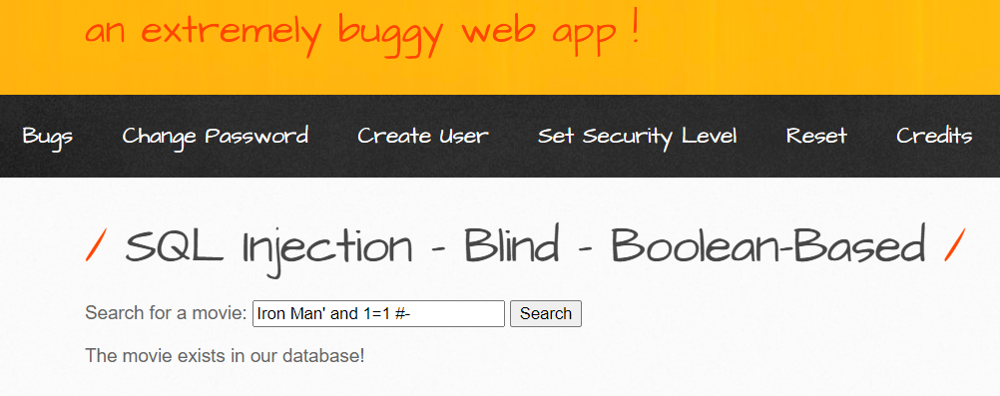 an extremely buggy web app !
Bugs Change Password Create User Set Security Level Reset Credits
/ SQL Injection - Blind - Boolean-Based /
Search for a movie: Iron Man' and 1=1 #- Search
The movie exists in our database!